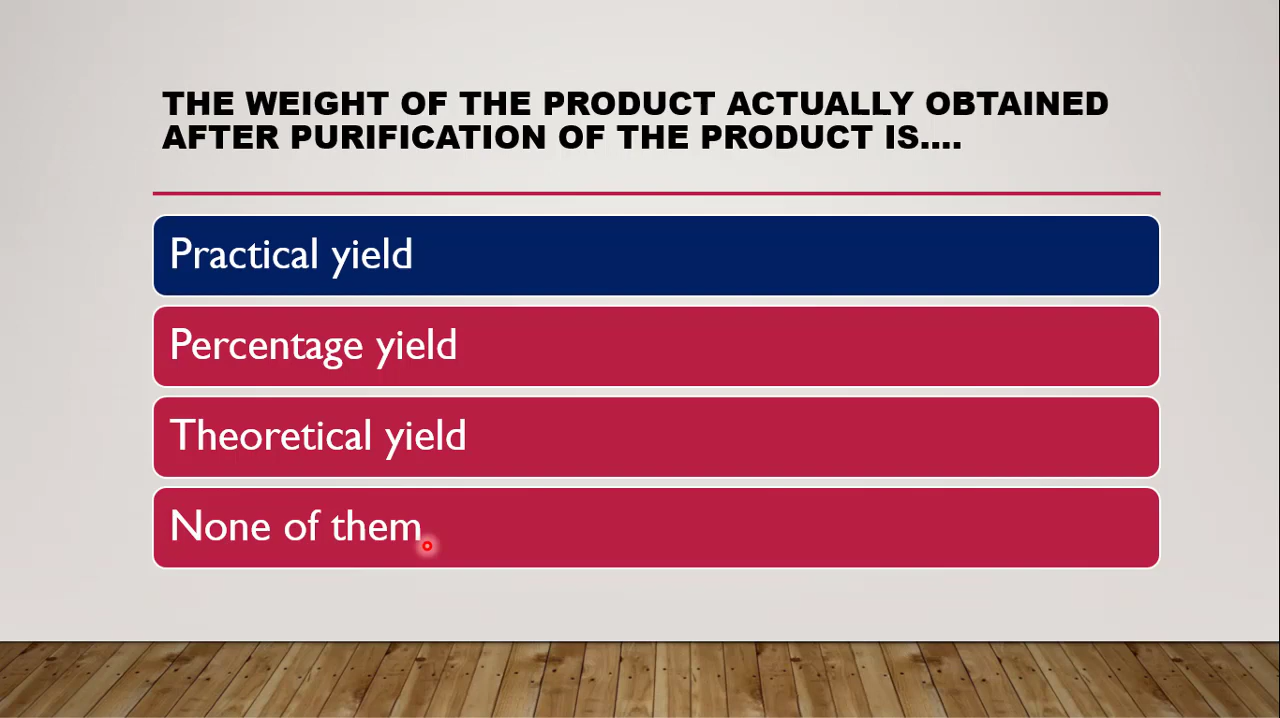 THE WEIGHT OF THE PRODUCT ACTUALLY OBTAINED
AFTER PURIFICATION OF THE PRODUCT IS....
Practical yield
Percentage yield
Theoretical yield
None of them